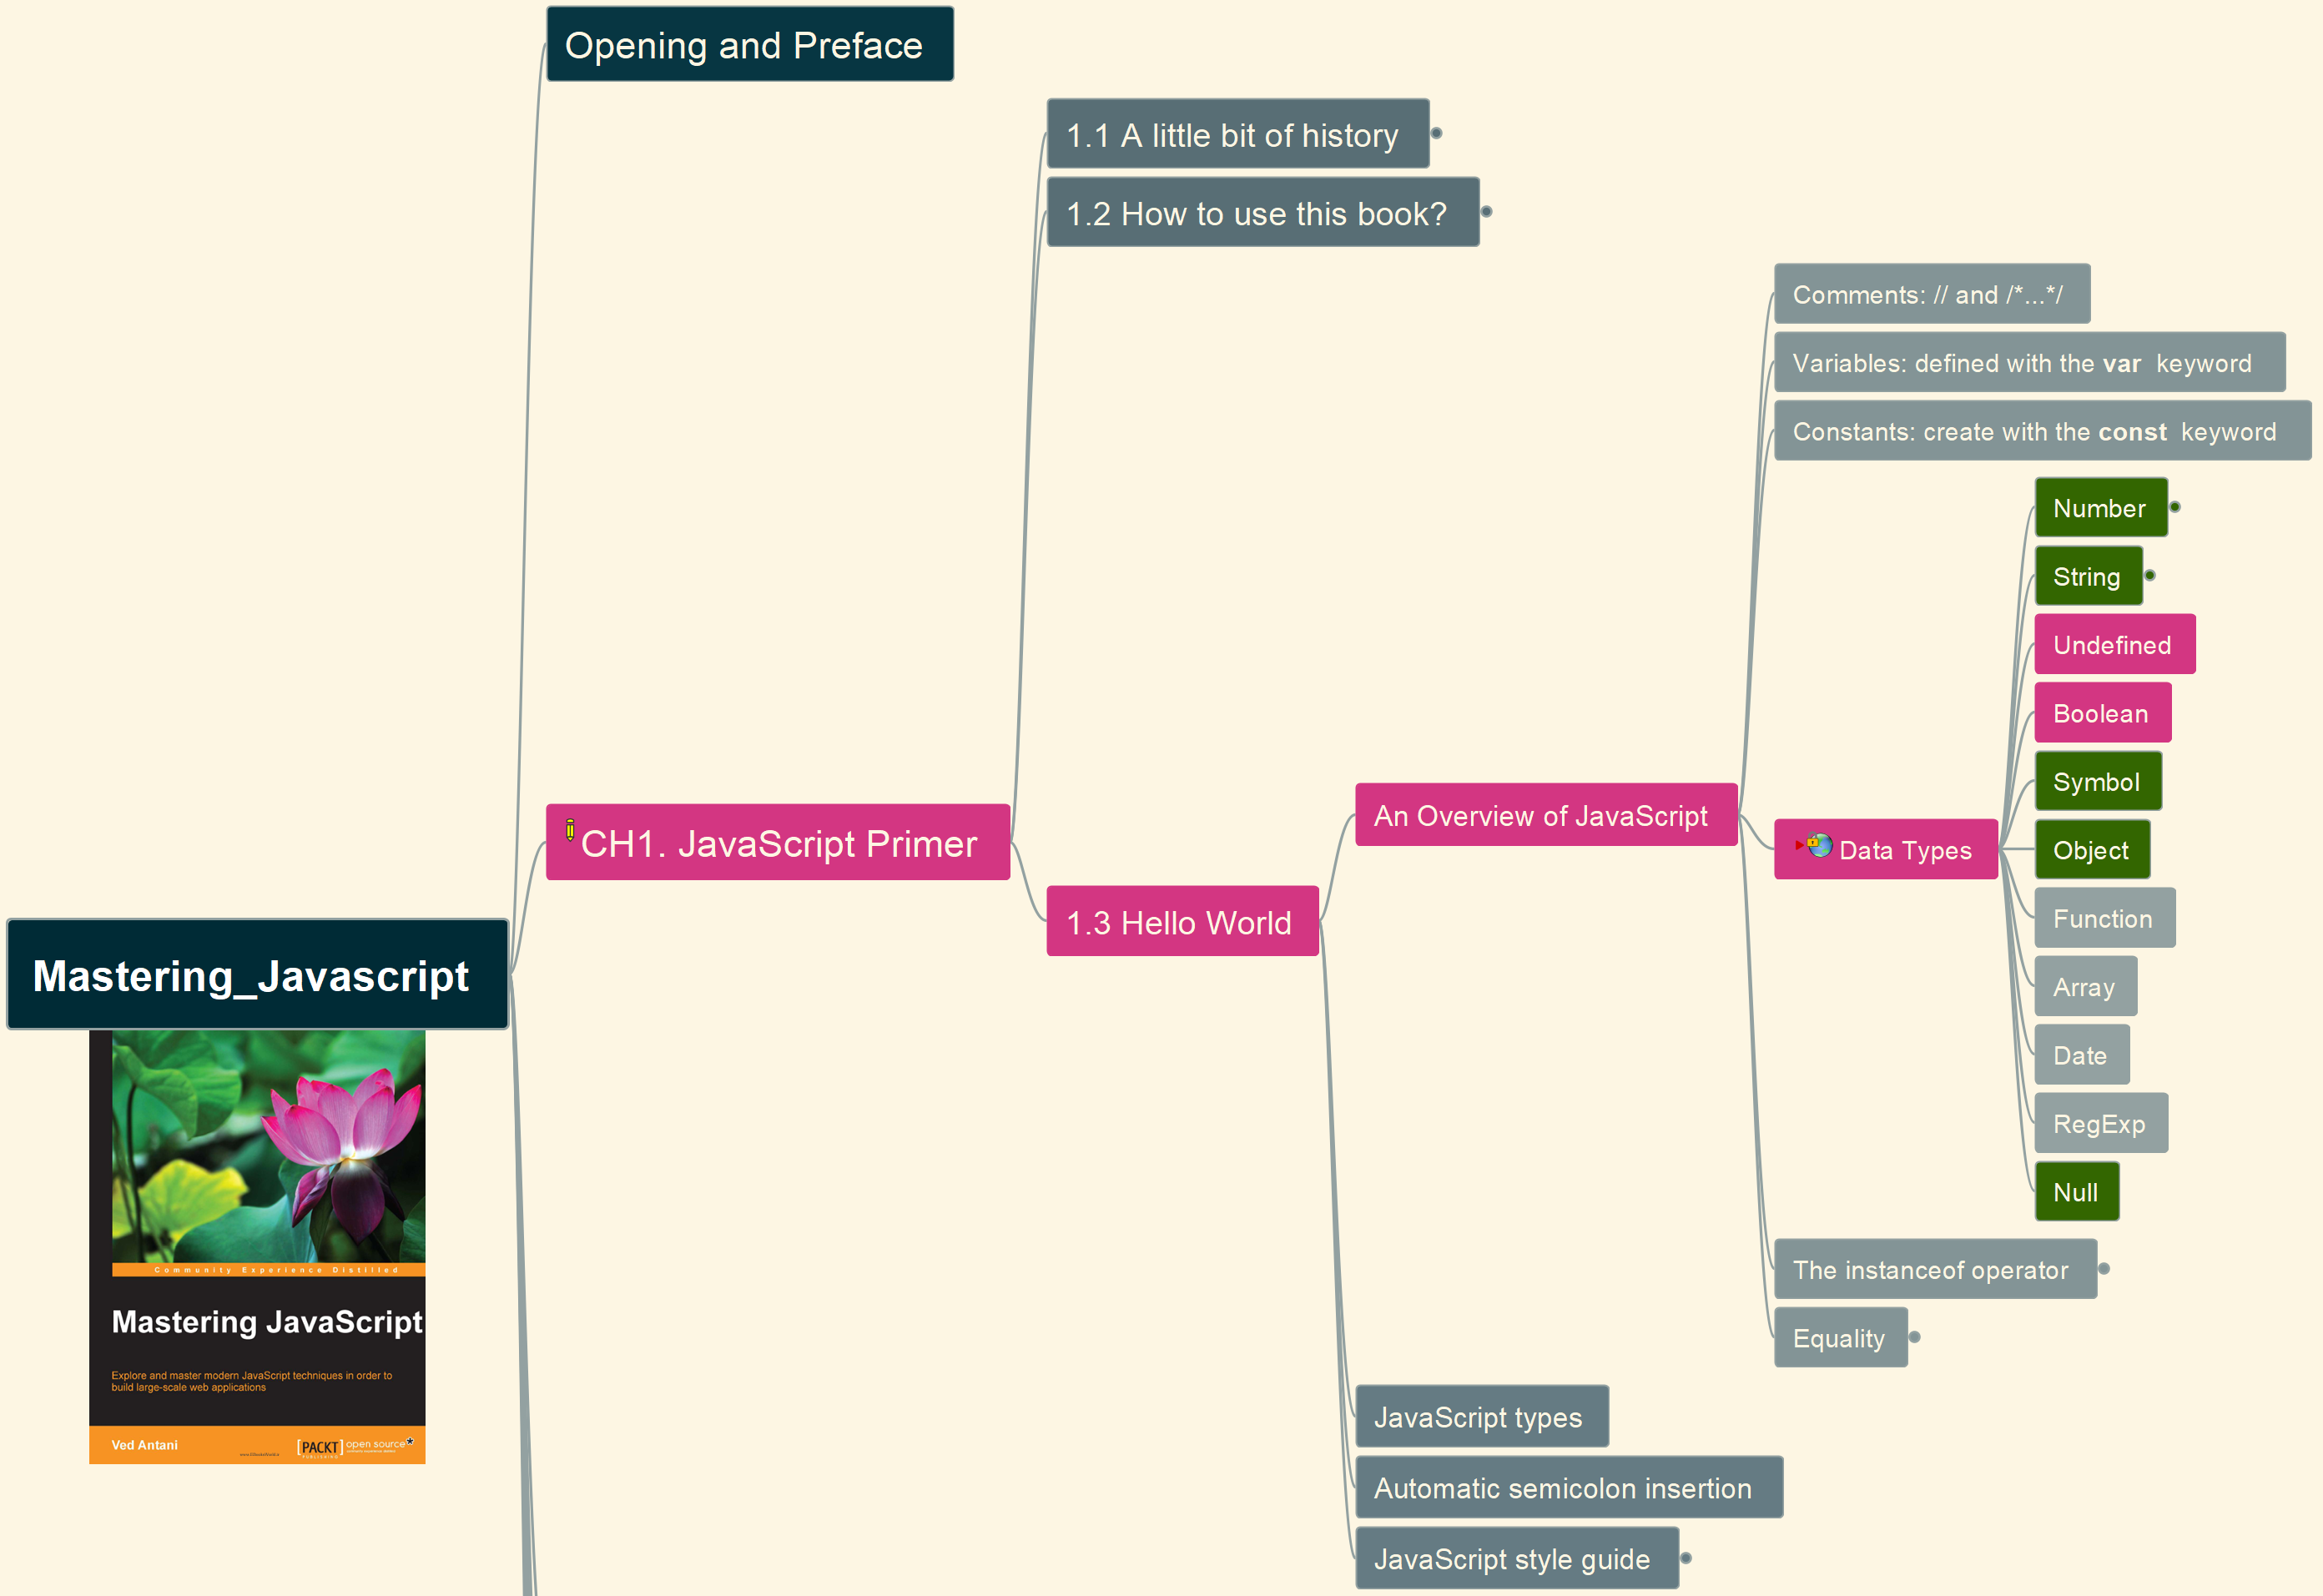 Opening and Preface
1.1 A little bit of history
1.2 How to use this book?
Comments: // and /*...*/
Variables: defined with the var keyword
Constants: create with the const keyword
Number
String
Undefined
Boolean
Symbol
An Overview of JavaScript
CH1. JavaScript Primer
Data Types
Object
Function
1.3 Hello World
Mastering_Javascript
Array
Date
RegExp
Null
The instanceof operator
Equality
JavaScript types
Automatic semicolon insertion
JavaScript style guide
Community Experience Distilled
Mastering JavaScript
Explore and master modern JavaScript techniques in order to
build large-scale web applications
Ved Antani
[PACKT] open source*
PUBLISHING